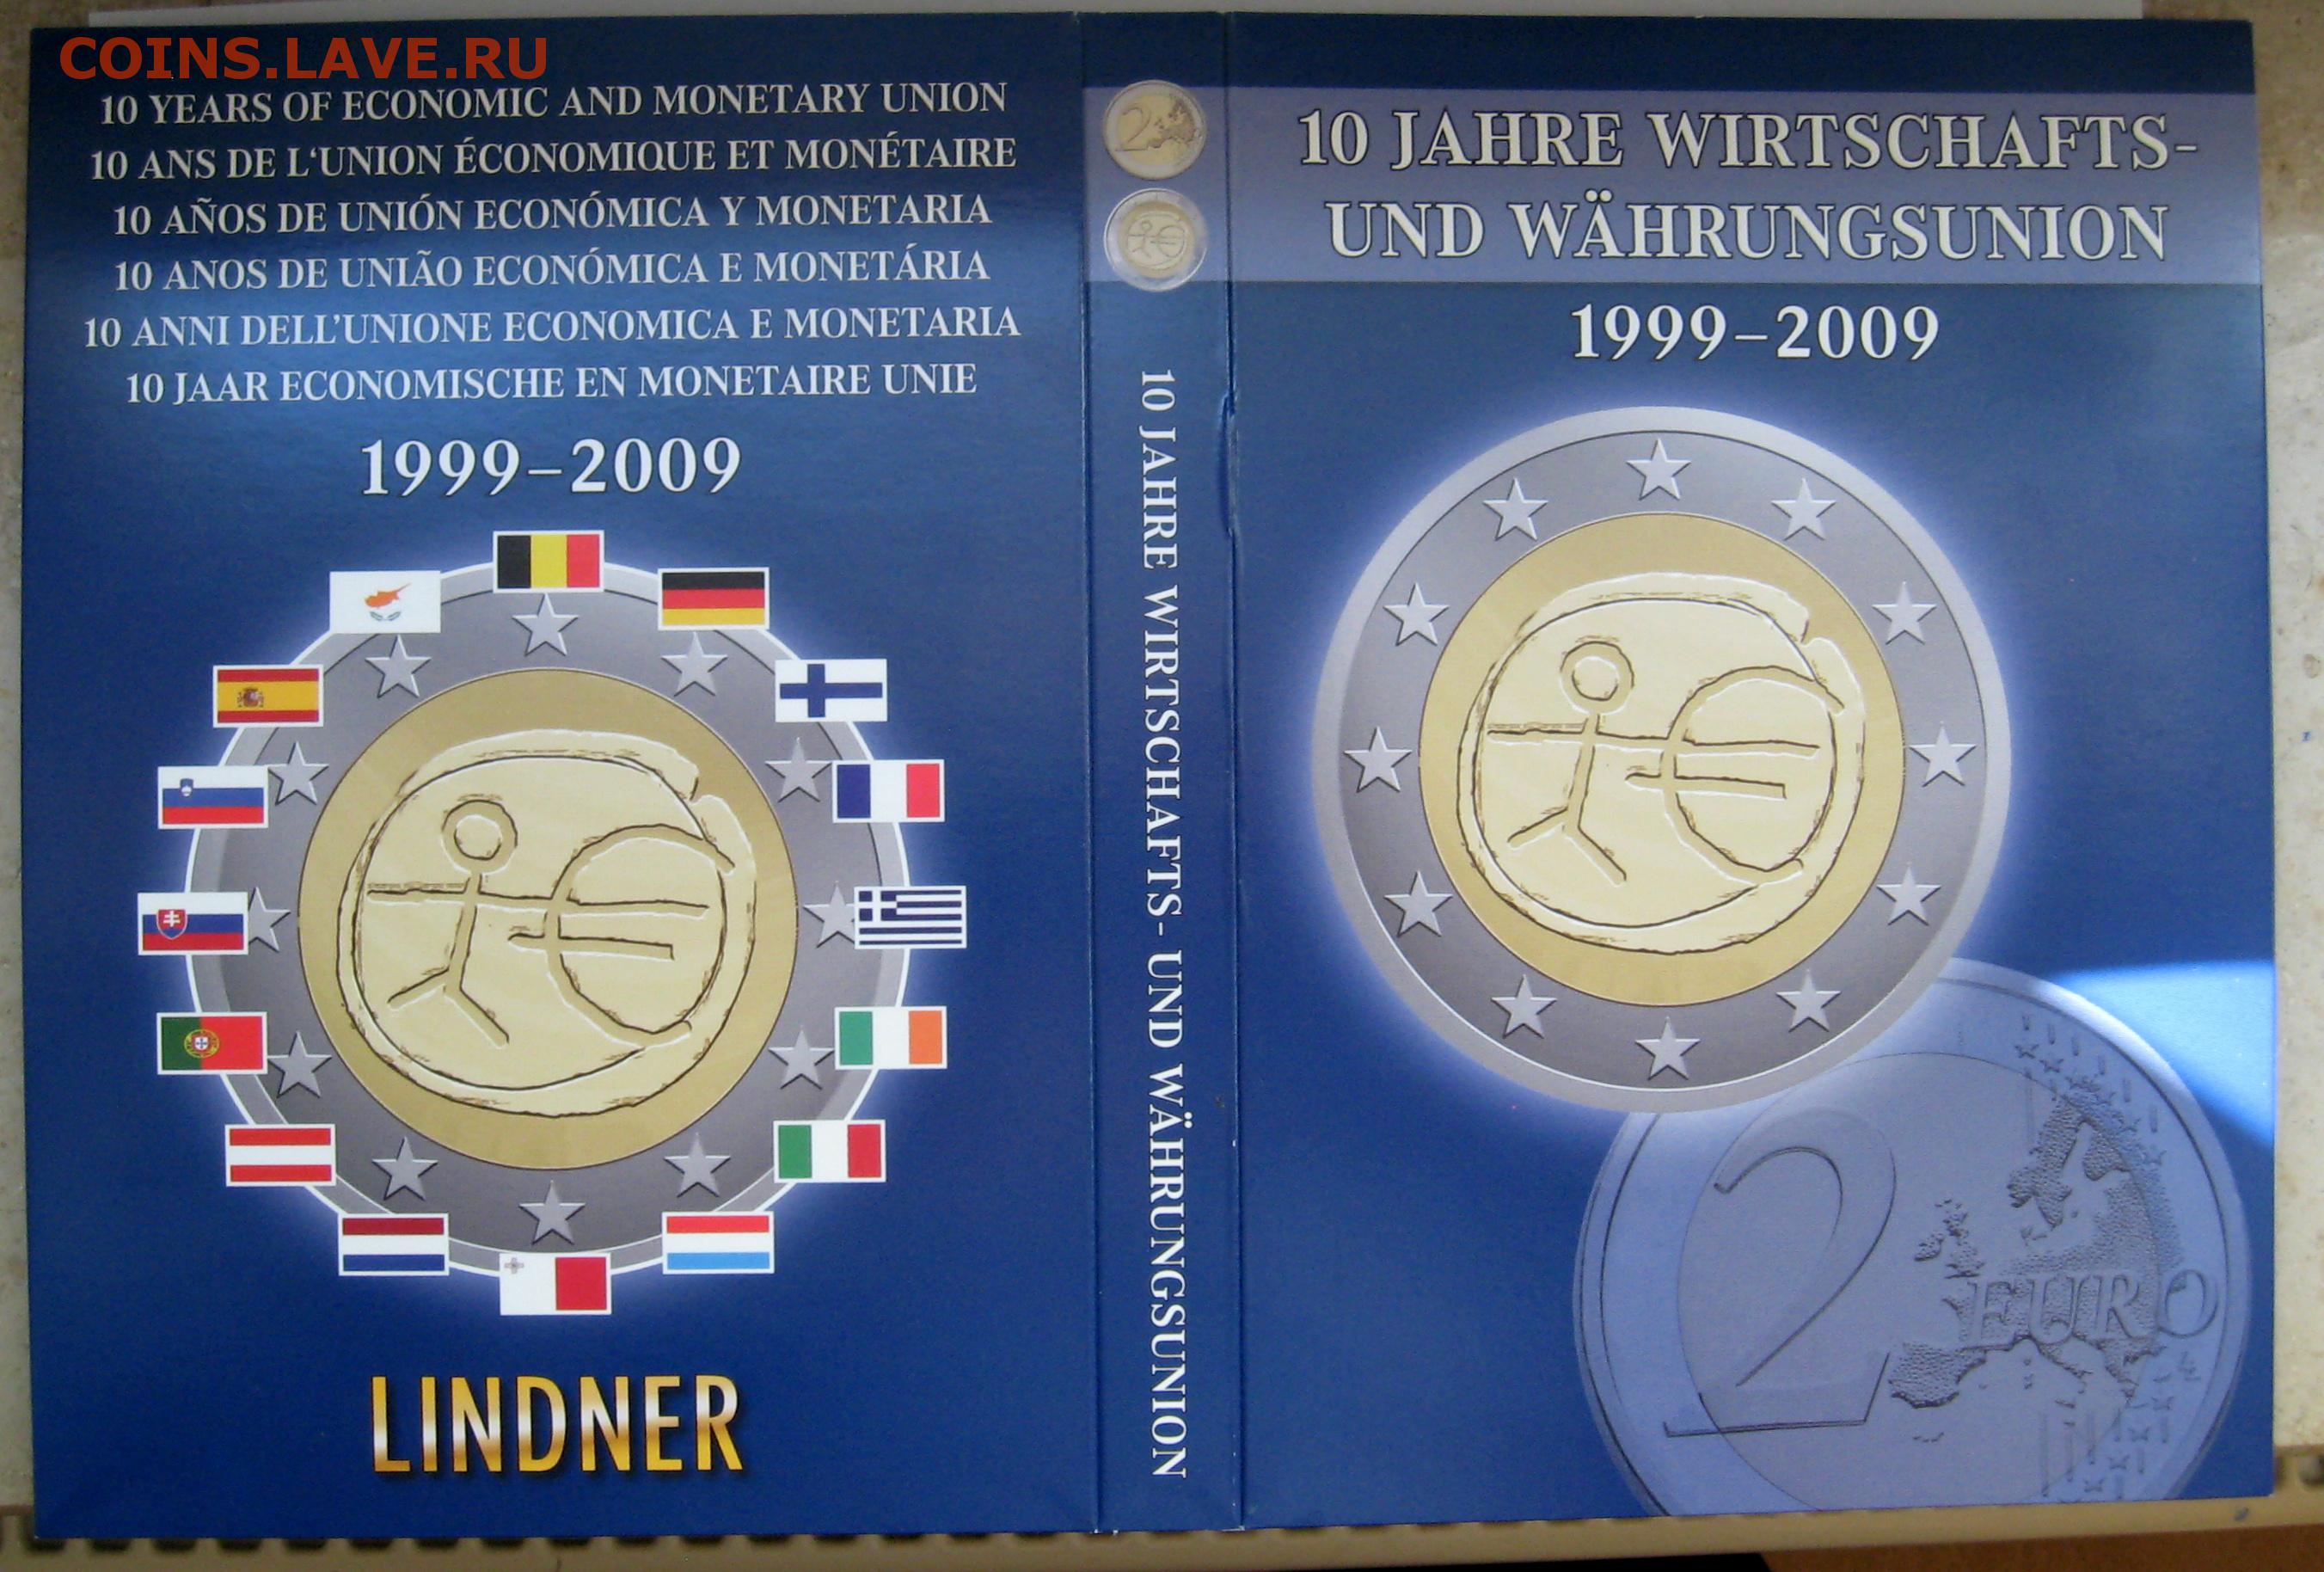 COINS.LAVE.RU
10 YEARS OF ECONOMIC AND MONETARY UNION
10 ANS DE L‘UNION ÉCONOMIQUE ET MONÉTAIRE
10 AÑOS DE UNIÓN ECONÓMICA Y MONETARIA
10 ANOS DE UNIÃO ECONÓMICA E MONETÁRIA
10 ANNI DELL’UNIONE ECONOMICA E MONETARIA
10 JAAR ECONOMISCHE EN MONETAIRE UNIE
1999–2009
LINDNER
2
10 JAHRE WIRTSCHAFTS- UND WÄHRUNGSUNION
10 JAHRE WIRTSCHAFTS-
UND WÄHRUNGSUNION
1999–2009
2 EURO